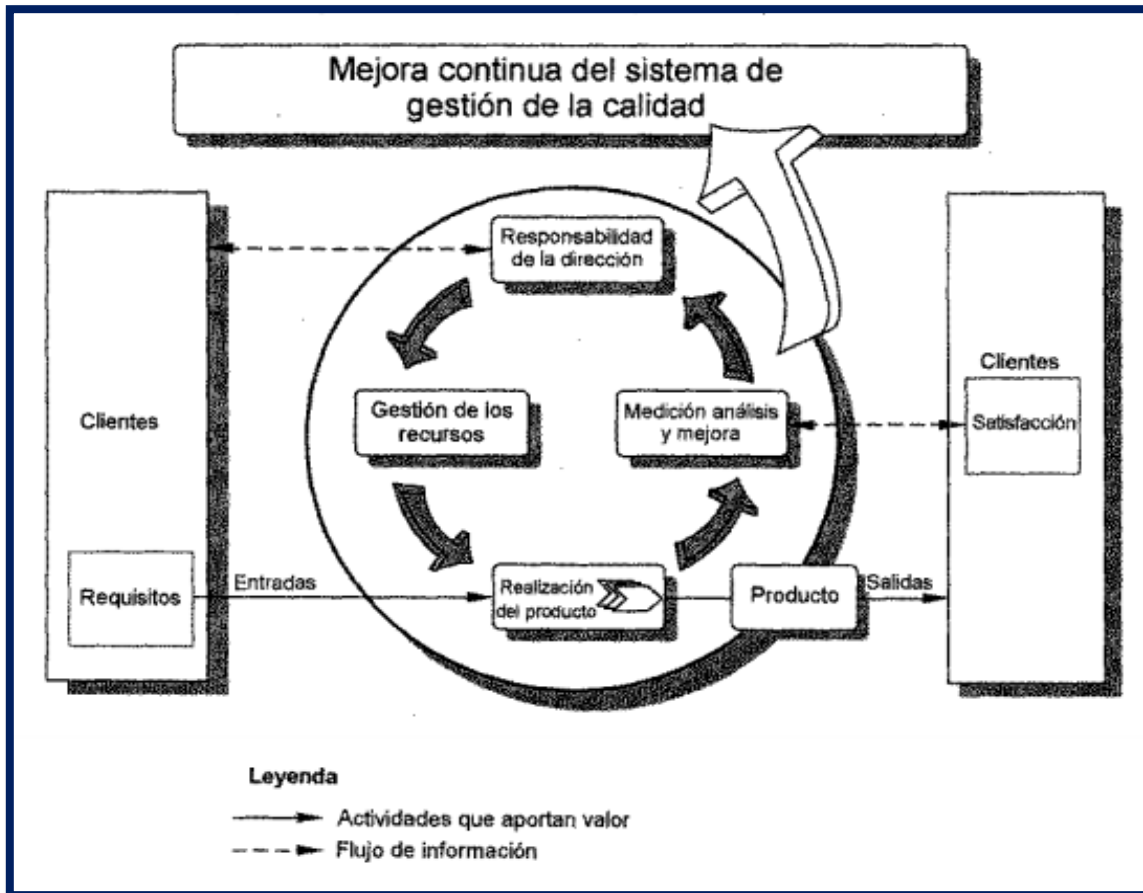 Mejora continua del sistema de
gestión de la calidad
Responsabilidad
de la dirección
Clientes
Gestión de los
recursos
Medición análisis
y mejora
Clientes
Satisfacción
Requisitos
Entradas
Realización
del producto
Producto
Salidas
Leyenda
Actividades que aportan valor
Flujo de información